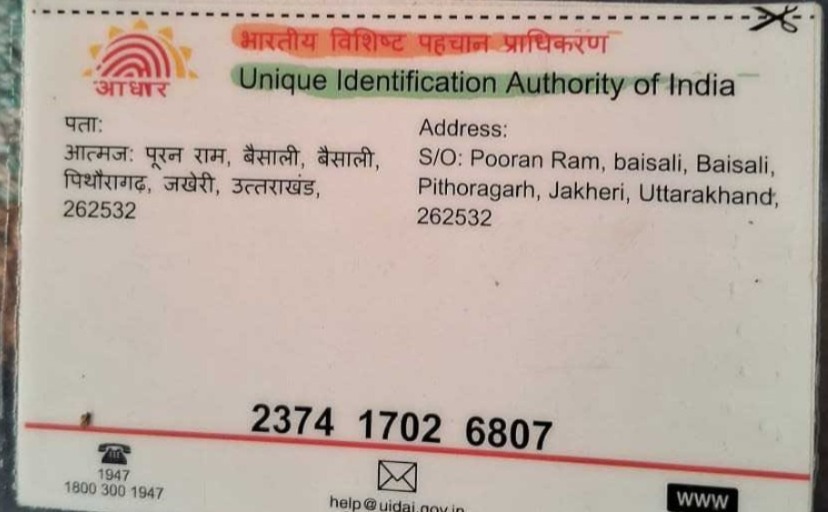 आधार
भारतीय विशिष्ट पहचान प्राधिकरण
Unique Identification Authority of India
पता:
आत्मज: पूरन राम, बैसाली, बैसाली,
पिथौरागढ़, जखेरी, उत्तराखंड,
262532
Address:
S/O: Pooran Ram, baisali, Baisali,
Pithoragarh, Jakheri, Uttarakhand,
262532
2374 1702 6807
1947
1800 300 1947
help@uidai.gov.in
www